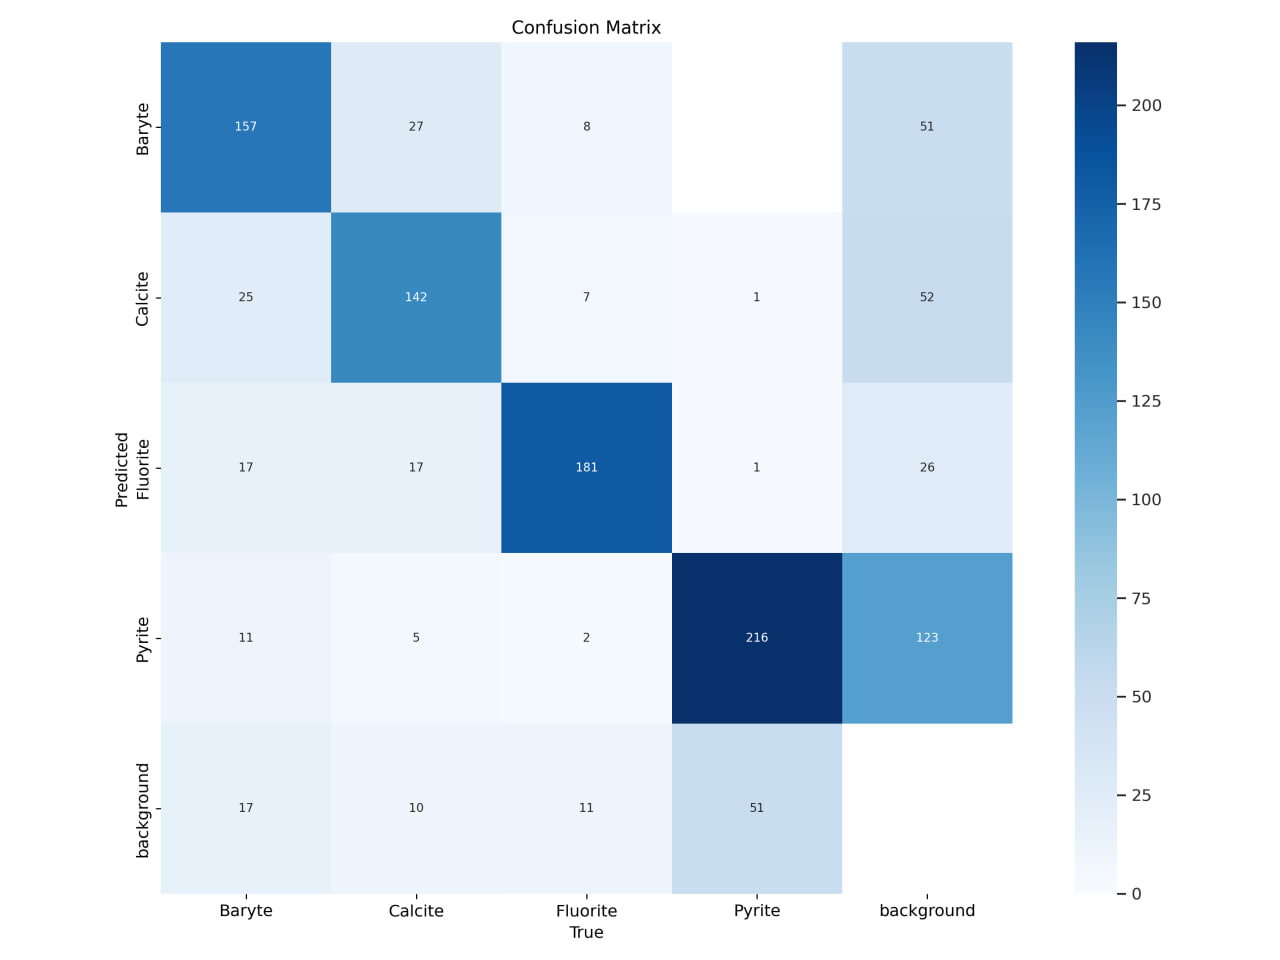 Confusion Matrix
Predicted
Baryte 157 27 8 51
Calcite 25 142 7 1 52
Fluorite 17 17 181 1 26
Pyrite 11 5 2 216 123
background 17 10 11 51
Baryte Calcite Fluorite Pyrite background
True
200
175
150
125
100
75
50
25
0